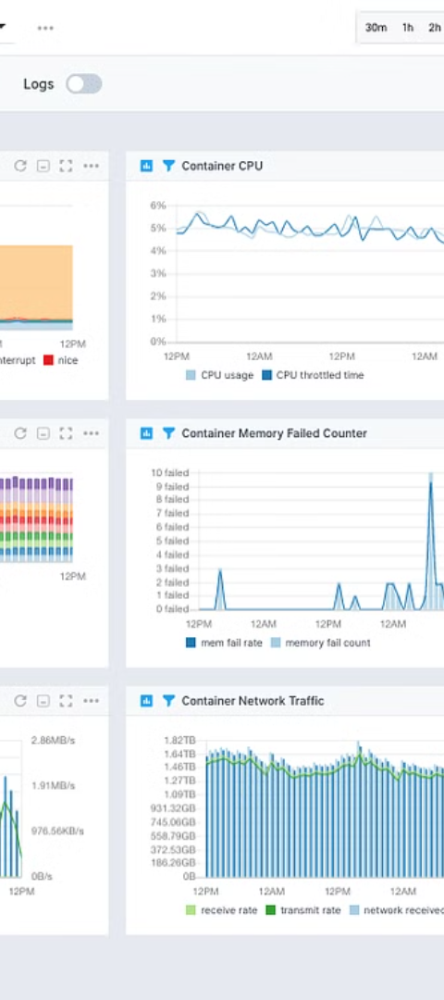 30m 1h 2h
Logs
12PM
nterrupt nice
Container CPU
6%
5%
4%
3%
2%
1%
0%
12PM 12AM 12PM 12AM
CPU usage CPU throttled time
12PM
Container Memory Failed Counter
10 failed
9 failed
8 failed
7 failed
6 failed
5 failed
4 failed
3 failed
2 failed
1 failed
0 failed
12PM 12AM 12PM 12AM
mem fail rate memory fail count
2.86MB/s
1.91MB/s
976.56KB/s
0B/s
12PM
Container Network Traffic
1.82TB
1.64TB
1.46TB
1.27TB
1.09TB
931.32GB
745.06GB
558.79GB
372.53GB
186.26GB
0B
12PM 12AM 12PM 12AM
receive rate transmit rate network received